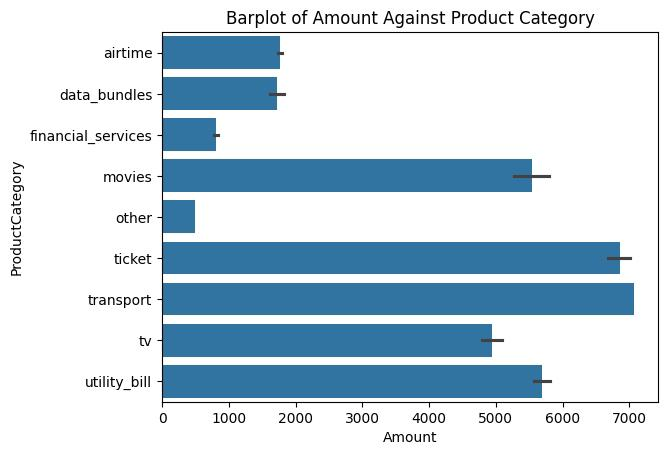 Barplot of Amount Against Product Category
ProductCategory
airtime
data_bundles
financial_services
movies
other
ticket
transport
tv
utility_bill
0 1000 2000 3000 4000 5000 6000 7000
Amount